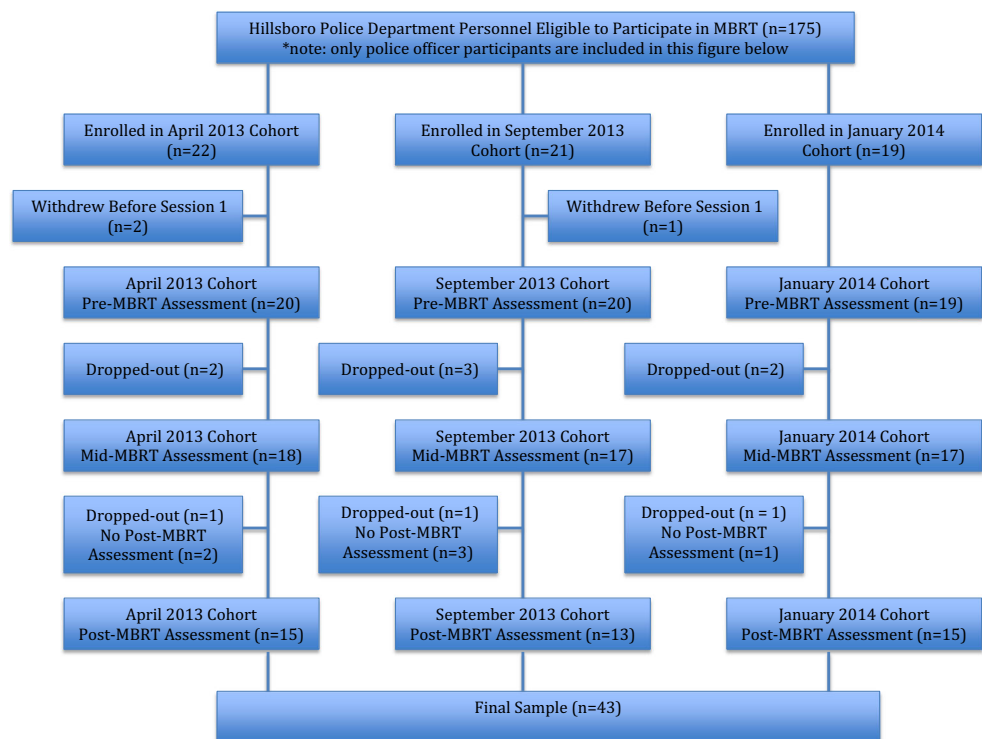 Hillsboro Police Department Personnel Eligible to Participate in MBRT (n=175)
*note: only police officer participants are included in this figure below
Enrolled in April 2013 Cohort
(n=22)
Enrolled in September 2013
Cohort (n=21)
Enrolled in January 2014
Cohort (n=19)
Withdrew Before Session 1
(n=2)
Withdrew Before Session 1
(n=1)
April 2013 Cohort
Pre-MBRT Assessment (n=20)
September 2013 Cohort
Pre-MBRT Assessment (n=20)
January 2014 Cohort
Pre-MBRT Assessment (n=19)
Dropped-out (n=2)
Dropped-out (n=3)
Dropped-out (n=2)
April 2013 Cohort
Mid-MBRT Assessment (n=18)
September 2013 Cohort
Mid-MBRT Assessment (n=17)
January 2014 Cohort
Mid-MBRT Assessment (n=17)
Dropped-out (n=1)
No Post-MBRT
Assessment (n=2)
Dropped-out (n=1)
No Post-MBRT
Assessment (n=3)
Dropped-out (n = 1)
No Post-MBRT
Assessment (n=1)
April 2013 Cohort
Post-MBRT Assessment (n=15)
September 2013 Cohort
Post-MBRT Assessment (n=13)
January 2014 Cohort
Post-MBRT Assessment (n=15)
Final Sample (n=43)